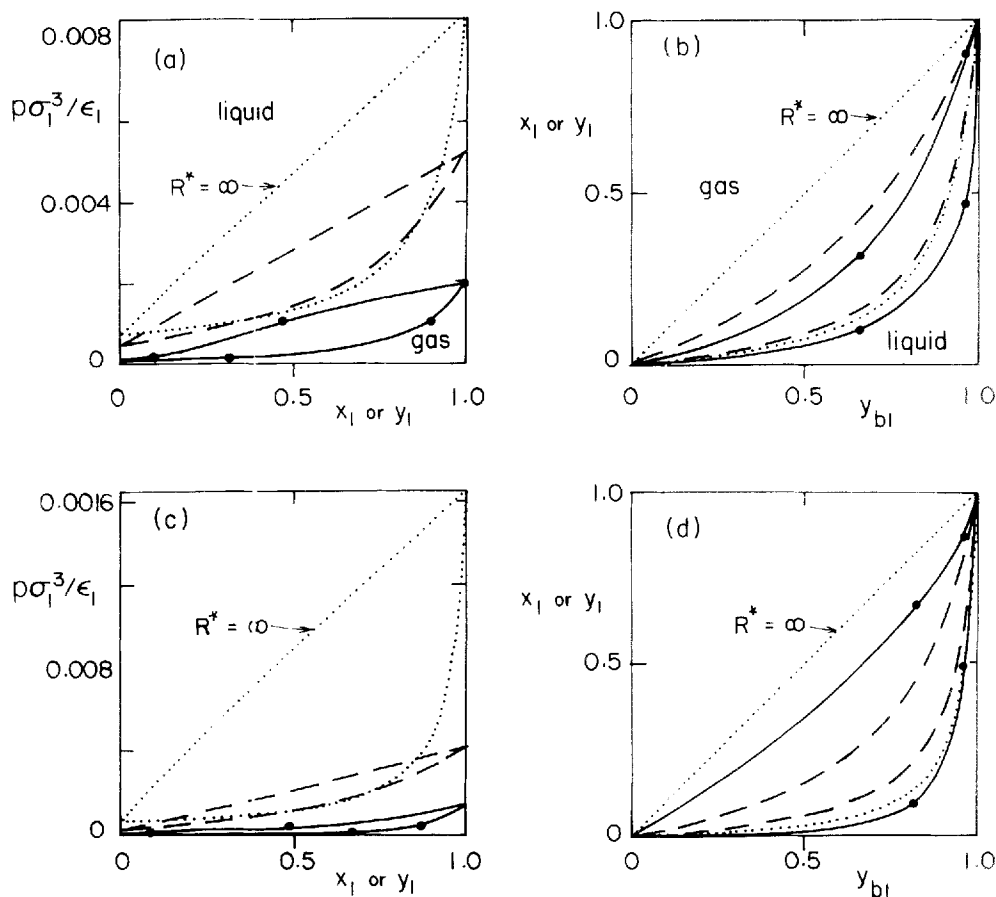 (a)
0.008
pσ₁³/ε₁
0.004
0
liquid
R* = ∞
gas
0 0.5 1.0
x₁ or y₁
(b)
1.0
x₁ or y₁
0.5
0
R* = ∞
gas
liquid
0 0.5 1.0
y_b1
(c)
0.0016
pσ₁³/ε₁
0.008
0
R* = ∞
0 0.5 1.0
x₁ or y₁
(d)
1.0
x₁ or y₁
0.5
0
R* = ∞
0 0.5 1.0
y_b1